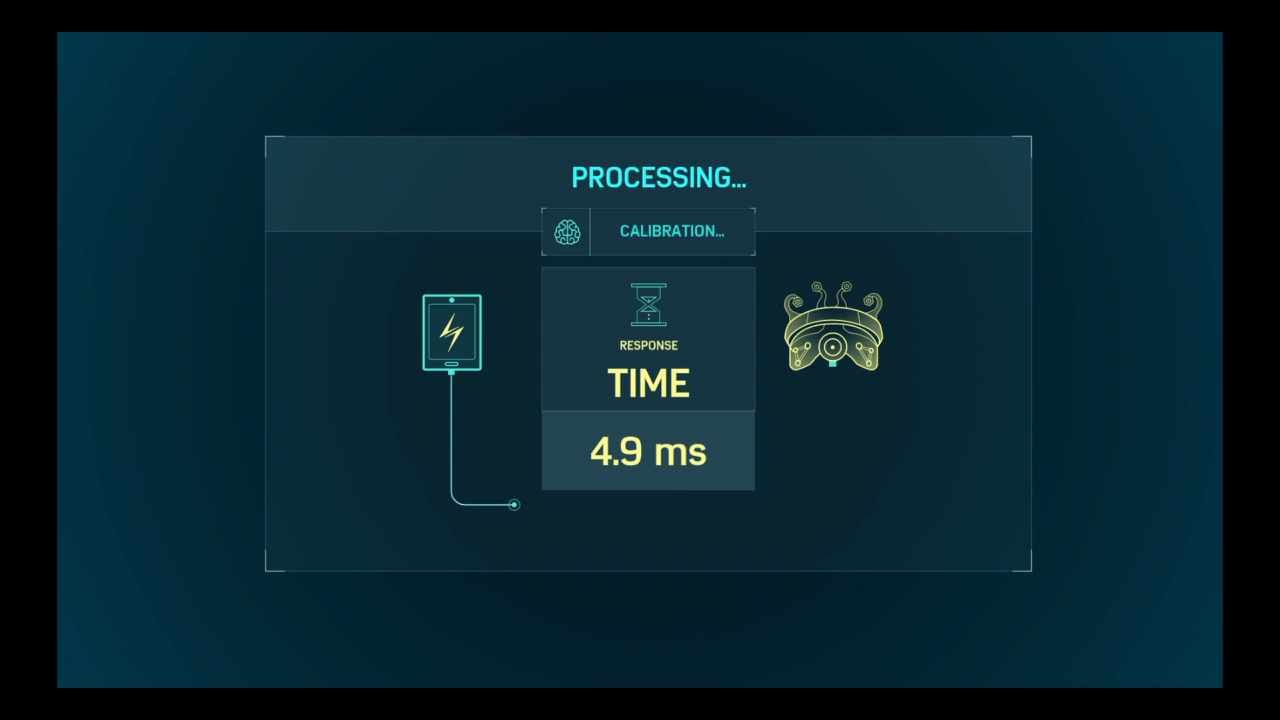 PROCESSING...
CALIBRATION...
RESPONSE
TIME
4.9 ms